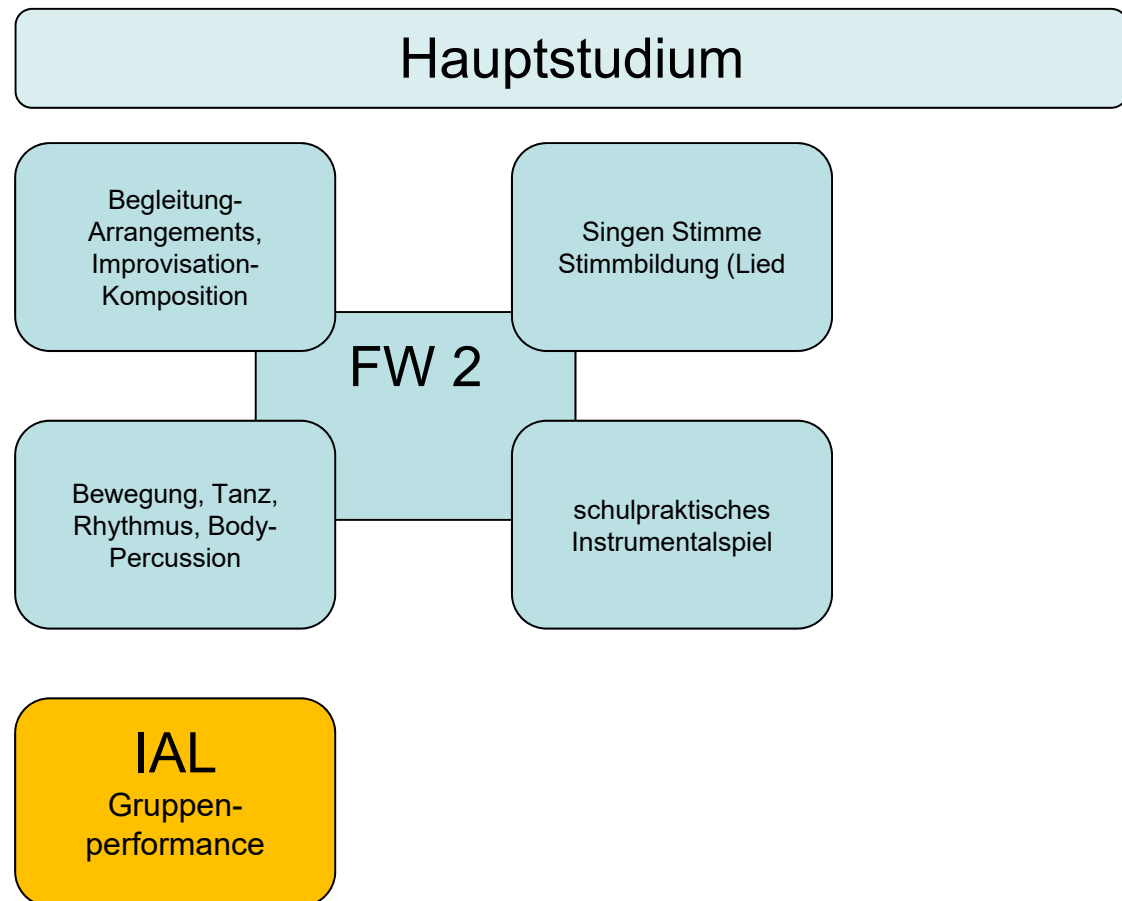 Hauptstudium
Begleitung-
Arrangements,
Improvisation-
Komposition
Singen Stimme
Stimmbildung (Lied
FW 2
Bewegung, Tanz,
Rhythmus, Body-
Percussion
schulpraktisches
Instrumentalspiel
IAL
Gruppen-
performance